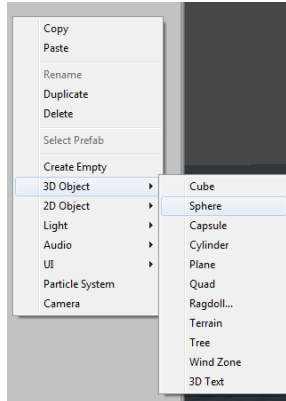 Copy
Paste
Rename
Duplicate
Delete
Select Prefab
Create Empty
3D Object
2D Object
Light
Audio
UI
Particle System
Camera
Cube
Sphere
Capsule
Cylinder
Plane
Quad
Ragdoll...
Terrain
Tree
Wind Zone
3D Text